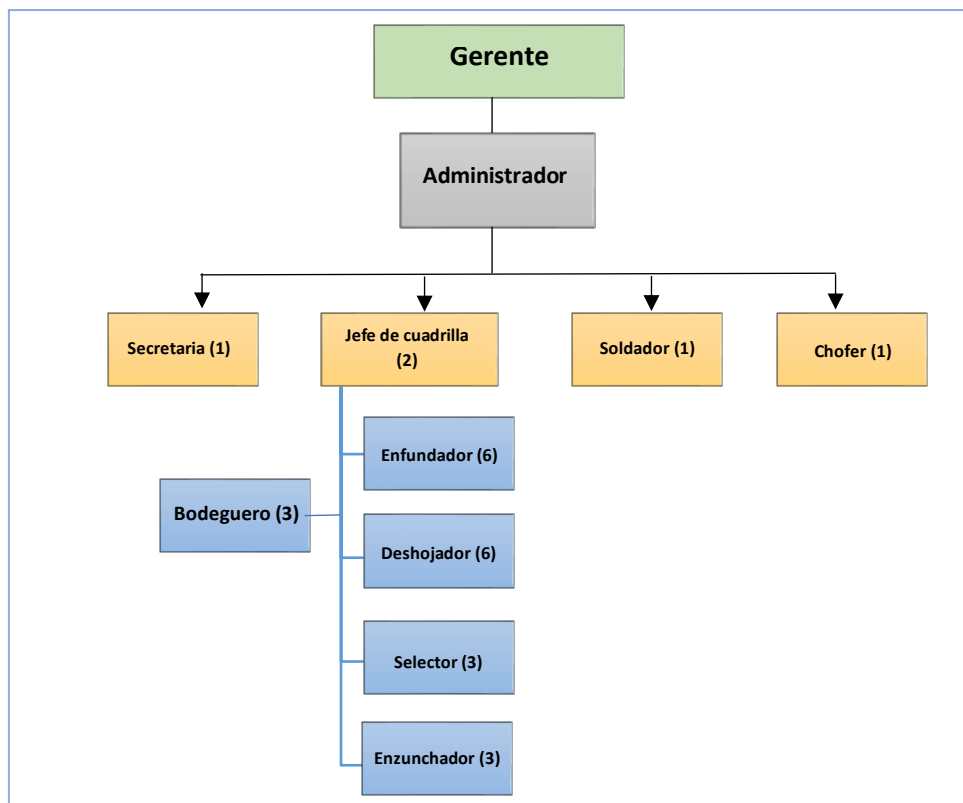 Gerente
Administrador
Secretaria (1)
Jefe de cuadrilla
(2)
Soldador (1)
Chofer (1)
Enfundador (6)
Bodeguero (3)
Deshojador (6)
Selector (3)
Enzunchador (3)